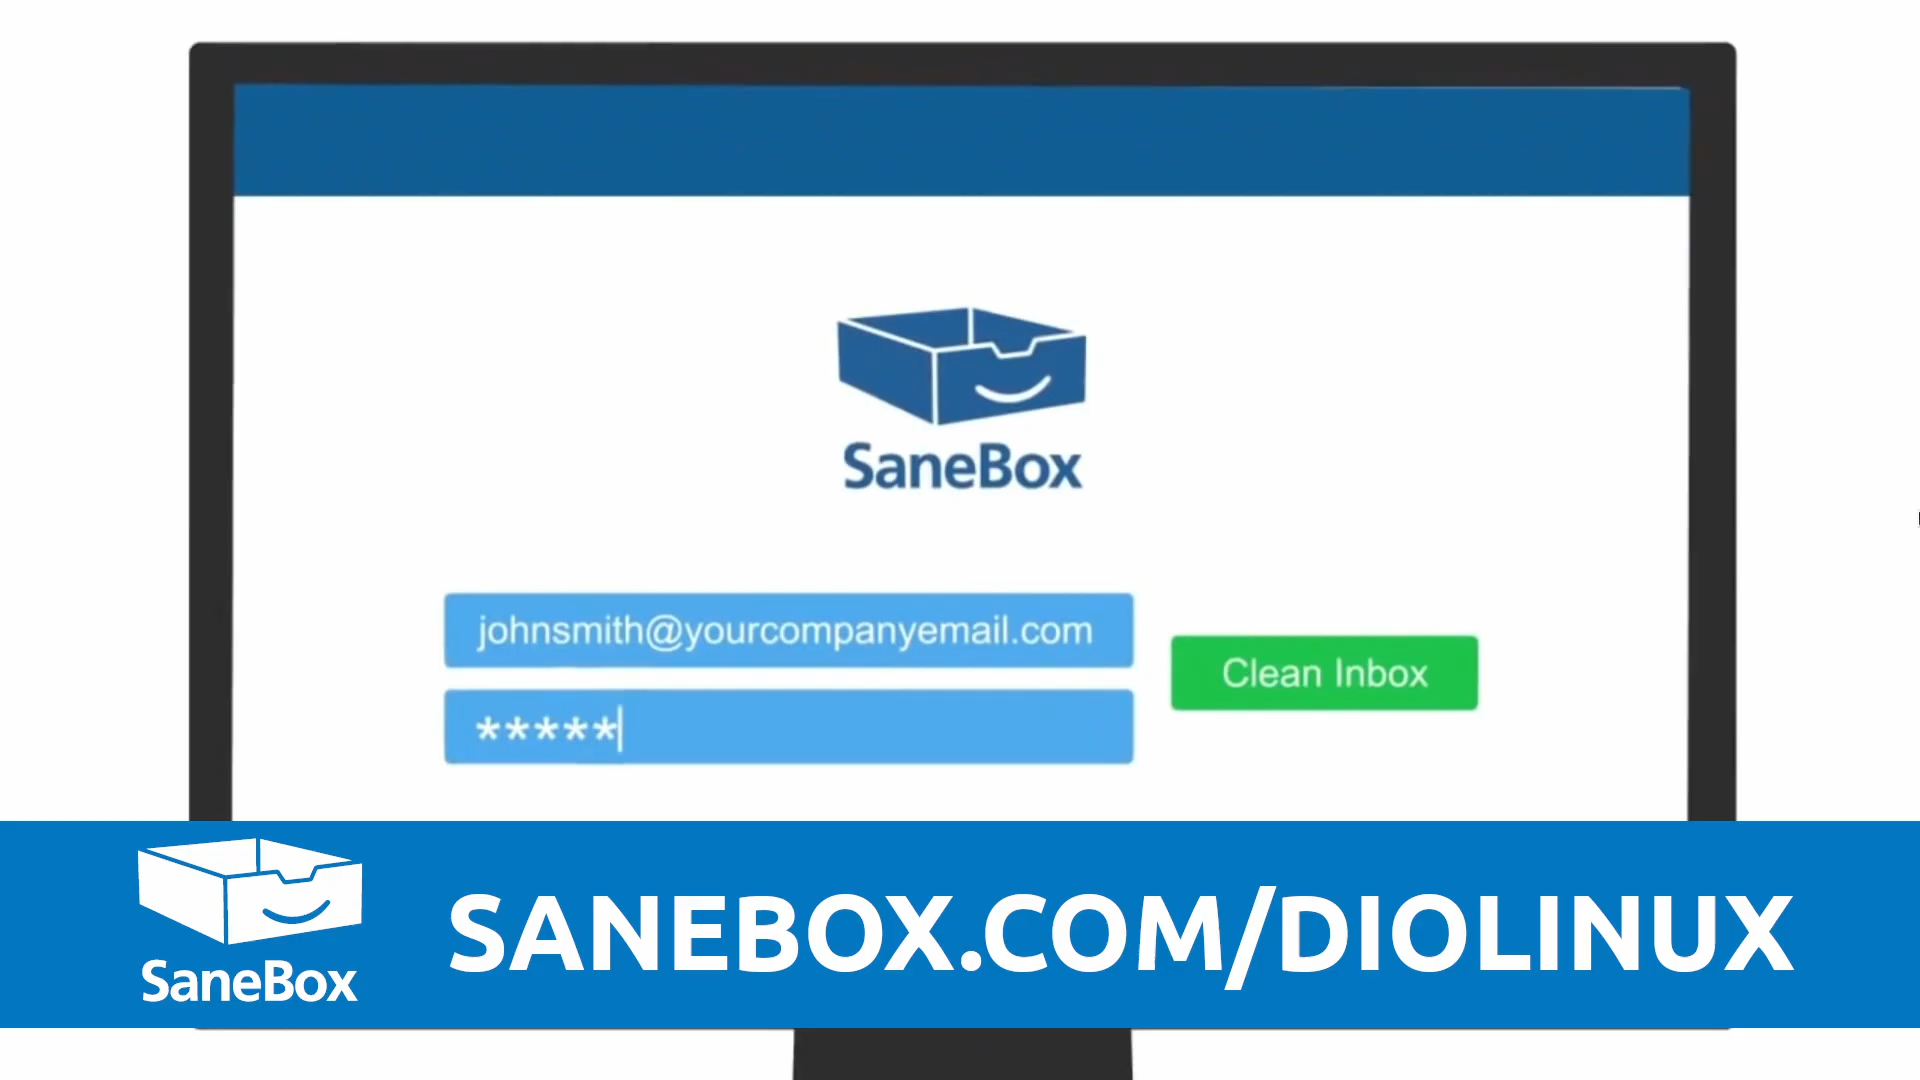 SaneBox
johnsmith@yourcompanyemail.com
Clean Inbox
*****
SANEBOX.COM/DIOLINUX
SaneBox